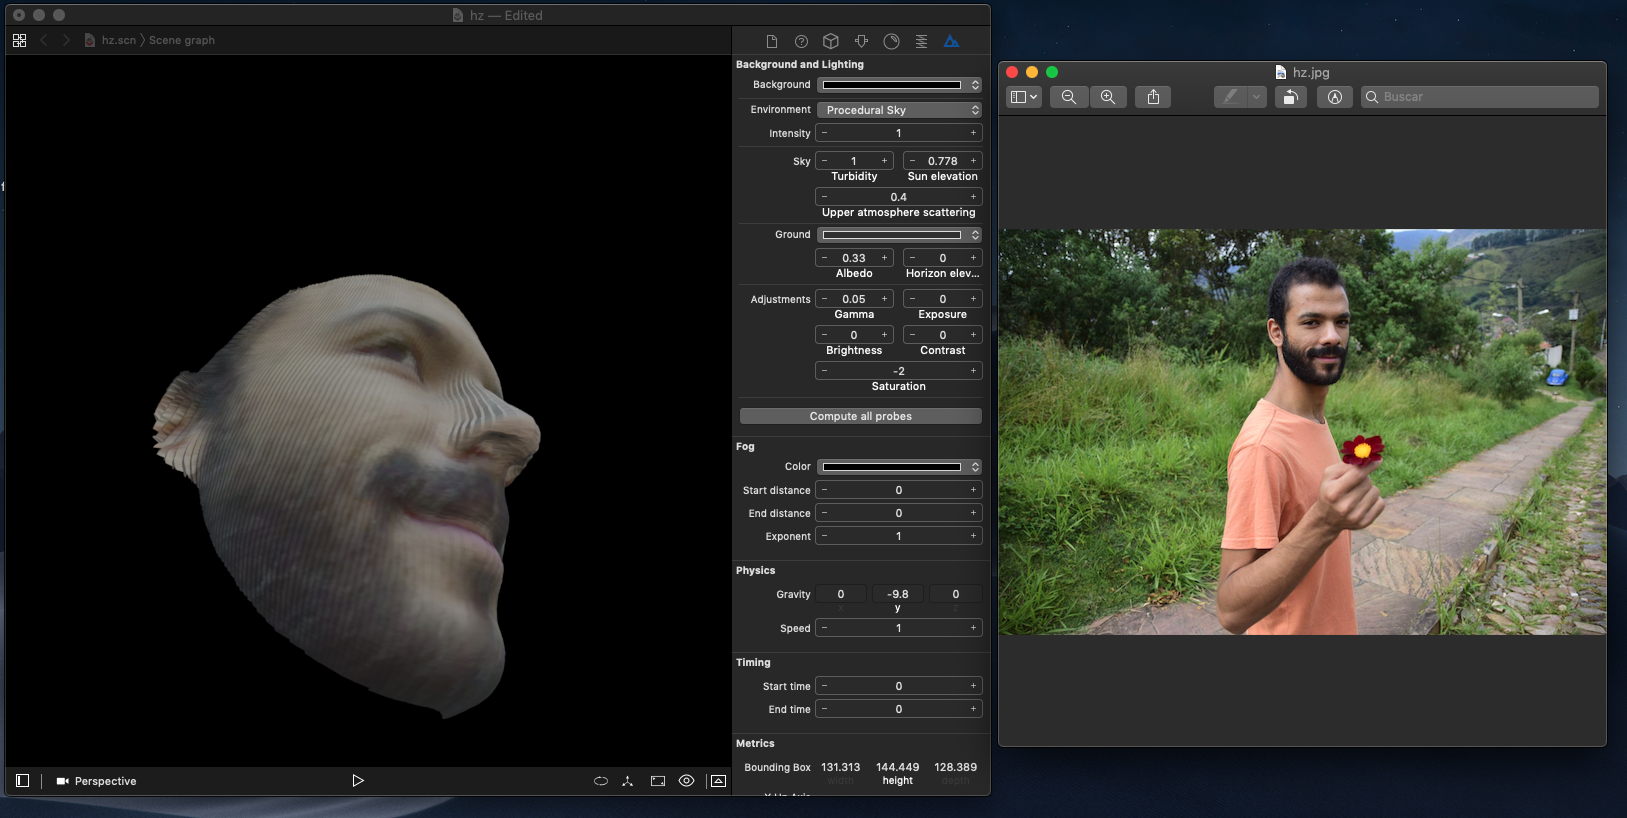 hz — Edited
hz.scn 〉Scene graph
Background and Lighting
Background
Environment Procedural Sky
Intensity − 1 +
Sky − 1 + − 0.778 +
Turbidity Sun elevation
− 0.4 +
Upper atmosphere scattering
Ground
− 0.33 + − 0 +
Albedo Horizon elev...
Adjustments − 0.05 + − 0 +
Gamma Exposure
− 0 + − 0 +
Brightness Contrast
− -2 +
Saturation
Compute all probes
Fog
Color
Start distance − 0 +
End distance − 0 +
Exponent − 1 +
Physics
Gravity 0 -9.8 0
x y z
Speed − 1 +
Timing
Start time − 0 +
End time − 0 +
Metrics
Bounding Box 131.313 144.449 128.389
width height depth
Perspective
hz.jpg
Buscar